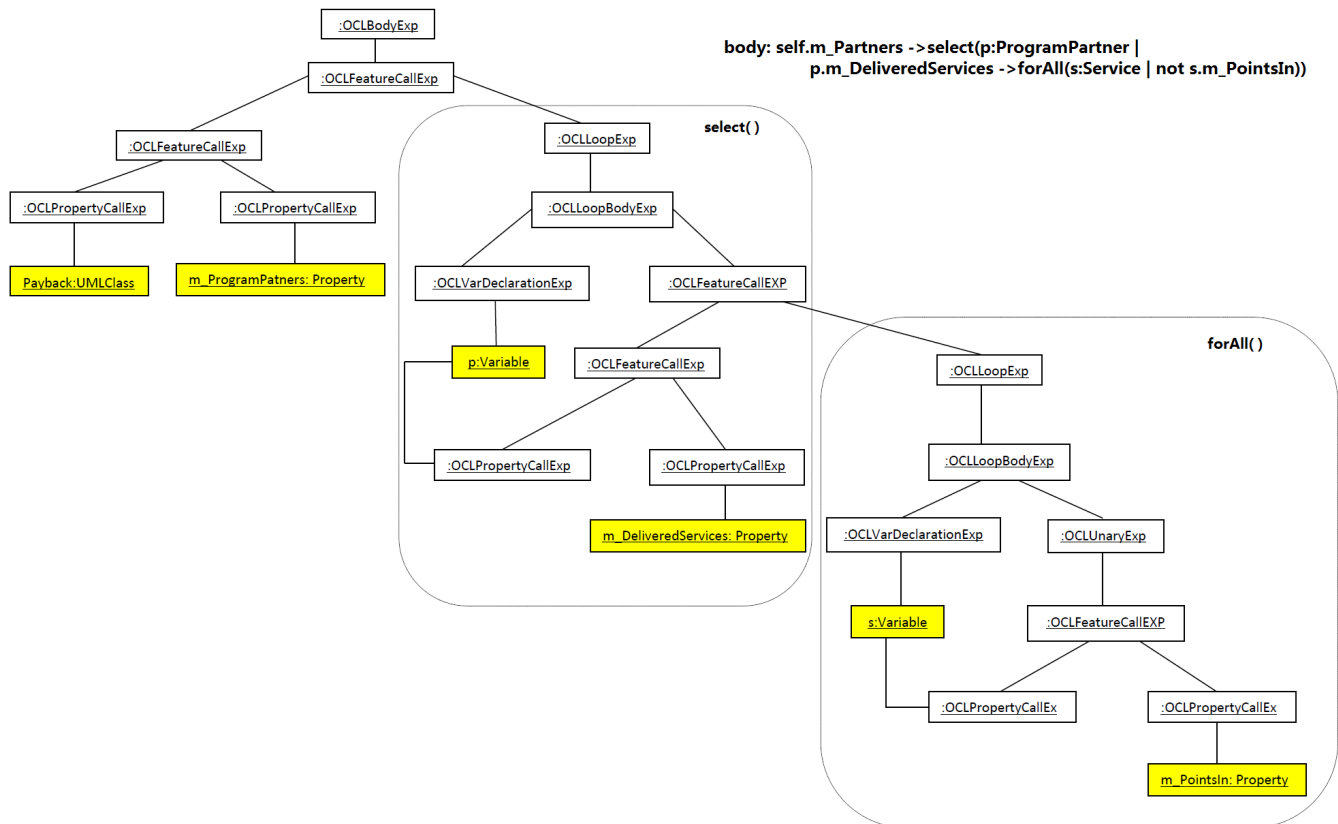 :OCLBodyExp
body: self.m_Partners ->select(p:ProgramPartner |
p.m_DeliveredServices ->forAll(s:Service | not s.m_PointsIn))
:OCLFeatureCallExp
select( )
:OCLFeatureCallExp
:OCLLoopExp
:OCLPropertyCallExp
:OCLPropertyCallExp
:OCLLoopBodyExp
Payback:UMLClass
m_ProgramPatners: Property
:OCLVarDeclarationExp
:OCLFeatureCallEXP
p:Variable
:OCLFeatureCallExp
forAll( )
:OCLLoopExp
:OCLPropertyCallExp
:OCLPropertyCallExp
:OCLLoopBodyExp
m_DeliveredServices: Property
:OCLVarDeclarationExp
:OCLUnaryExp
s:Variable
:OCLFeatureCallEXP
:OCLPropertyCallEx
:OCLPropertyCallEx
m_PointsIn: Property